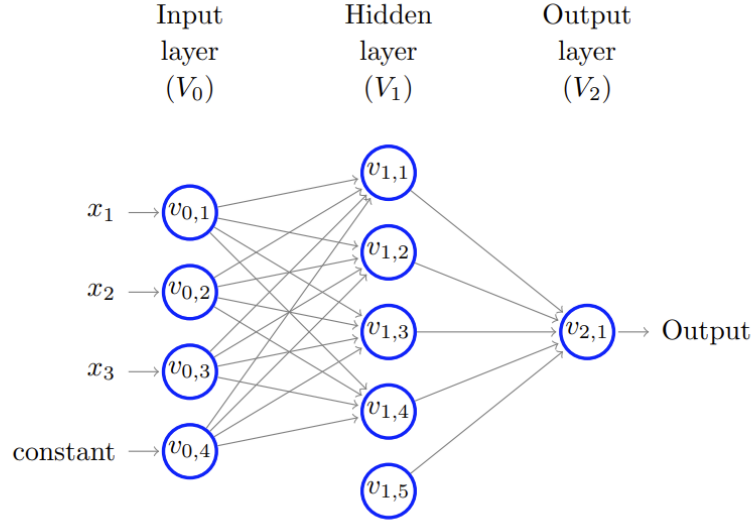 Input
layer
(V₀)
Hidden
layer
(V₁)
Output
layer
(V₂)
x₁
x₂
x₃
constant
v₀,₁
v₀,₂
v₀,₃
v₀,₄
v₁,₁
v₁,₂
v₁,₃
v₁,₄
v₁,₅
v₂,₁
Output